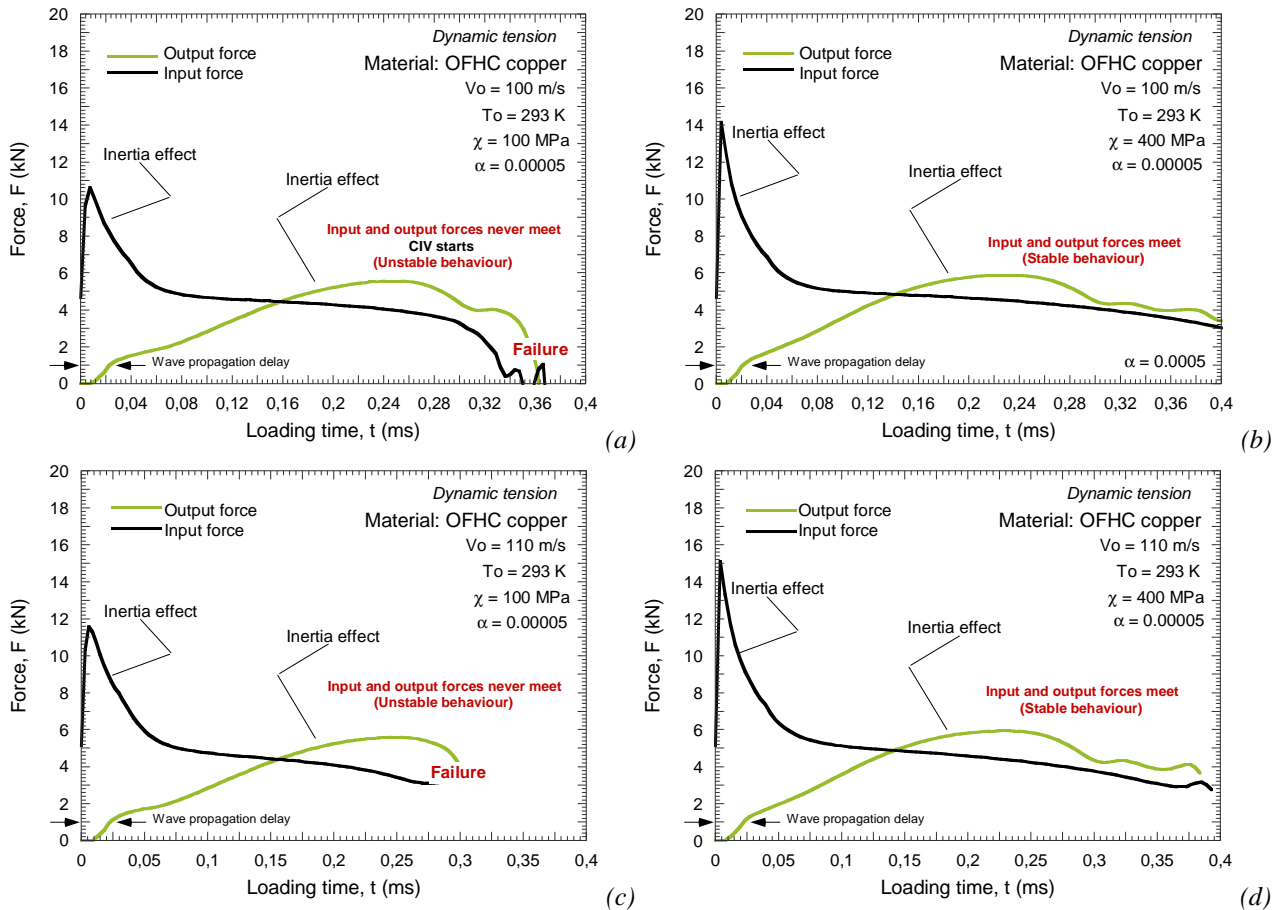 20
18
16
14
12
10
8
6
4
2
0
Force, F (kN)
Output force
Input force
Dynamic tension
Material: OFHC copper
Vo = 100 m/s
To = 293 K
χ = 100 MPa
α = 0.00005
Inertia effect
Inertia effect
Input and output forces never meet
CIV starts
(Unstable behaviour)
Failure
Wave propagation delay
0 0,04 0,08 0,12 0,16 0,2 0,24 0,28 0,32 0,36 0,4
Loading time, t (ms)
(a)
20
18
16
14
12
10
8
6
4
2
0
Force, F (kN)
Output force
Input force
Dynamic tension
Material: OFHC copper
Vo = 100 m/s
To = 293 K
χ = 400 MPa
α = 0.00005
Inertia effect
Inertia effect
Input and output forces meet
(Stable behaviour)
Wave propagation delay
α = 0.0005
0 0,04 0,08 0,12 0,16 0,2 0,24 0,28 0,32 0,36 0,4
Loading time, t (ms)
(b)
20
18
16
14
12
10
8
6
4
2
0
Force, F (kN)
Output force
Input force
Dynamic tension
Material: OFHC copper
Vo = 110 m/s
To = 293 K
χ = 100 MPa
α = 0.00005
Inertia effect
Inertia effect
Input and output forces never meet
(Unstable behaviour)
Failure
Wave propagation delay
0 0,05 0,1 0,15 0,2 0,25 0,3 0,35 0,4
Loading time, t (ms)
(c)
20
18
16
14
12
10
8
6
4
2
0
Force, F (kN)
Output force
Input force
Dynamic tension
Material: OFHC copper
Vo = 110 m/s
To = 293 K
χ = 400 MPa
α = 0.00005
Inertia effect
Inertia effect
Input and output forces meet
(Stable behaviour)
Wave propagation delay
0 0,05 0,1 0,15 0,2 0,25 0,3 0,35 0,4
Loading time, t (ms)
(d)